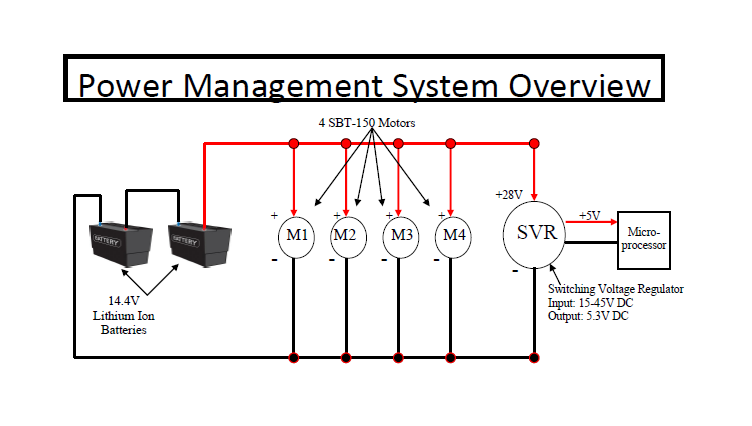 Power Management System Overview
4 SBT-150 Motors
+28V
+ + + +
M1 M2 M3 M4
- - - -
SVR
-
+5V
Micro-
processor
BATTERY BATTERY
14.4V
Lithium Ion
Batteries
Switching Voltage Regulator
Input: 15-45V DC
Output: 5.3V DC